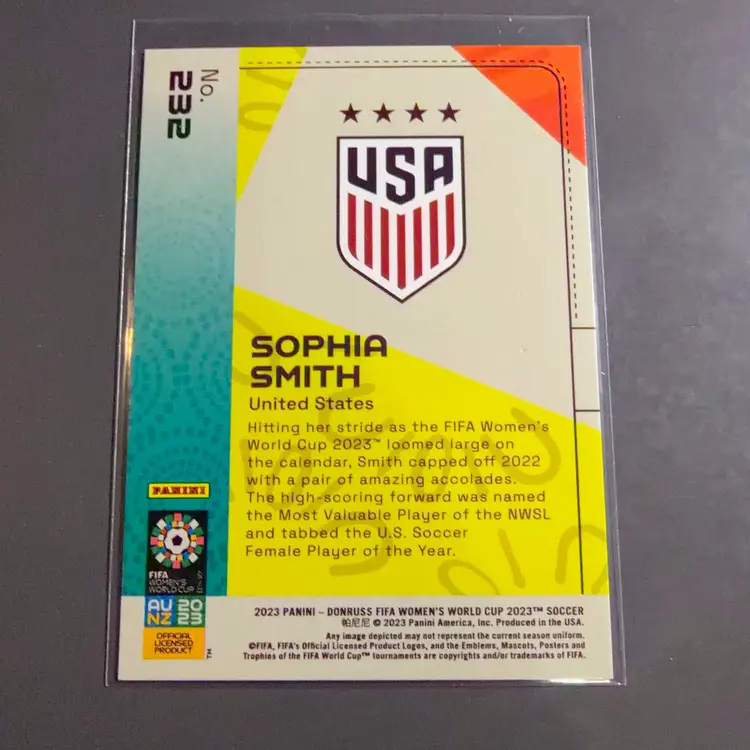 No. 232
USA
SOPHIA
SMITH
United States
Hitting her stride as the FIFA Women's
World Cup 2023™ loomed large on
the calendar, Smith capped off 2022
with a pair of amazing accolades.
The high-scoring forward was named
the Most Valuable Player of the NWSL
and tabbed the U.S. Soccer
Female Player of the Year.
PANINI
FIFA
WOMEN'S
WORLD CUP
AU 20
NZ 23
OFFICIAL
LICENSED
PRODUCT
TM
2023 PANINI – DONRUSS FIFA WOMEN'S WORLD CUP 2023™ SOCCER
帕尼尼 © 2023 Panini America, Inc. Produced in the USA.
Any image depicted may not represent the current season uniform.
©FIFA, FIFA's Official Licensed Product Logos, and the Emblems, Mascots, Posters and
Trophies of the FIFA World Cup™ tournaments are copyrights and/or trademarks of FIFA.